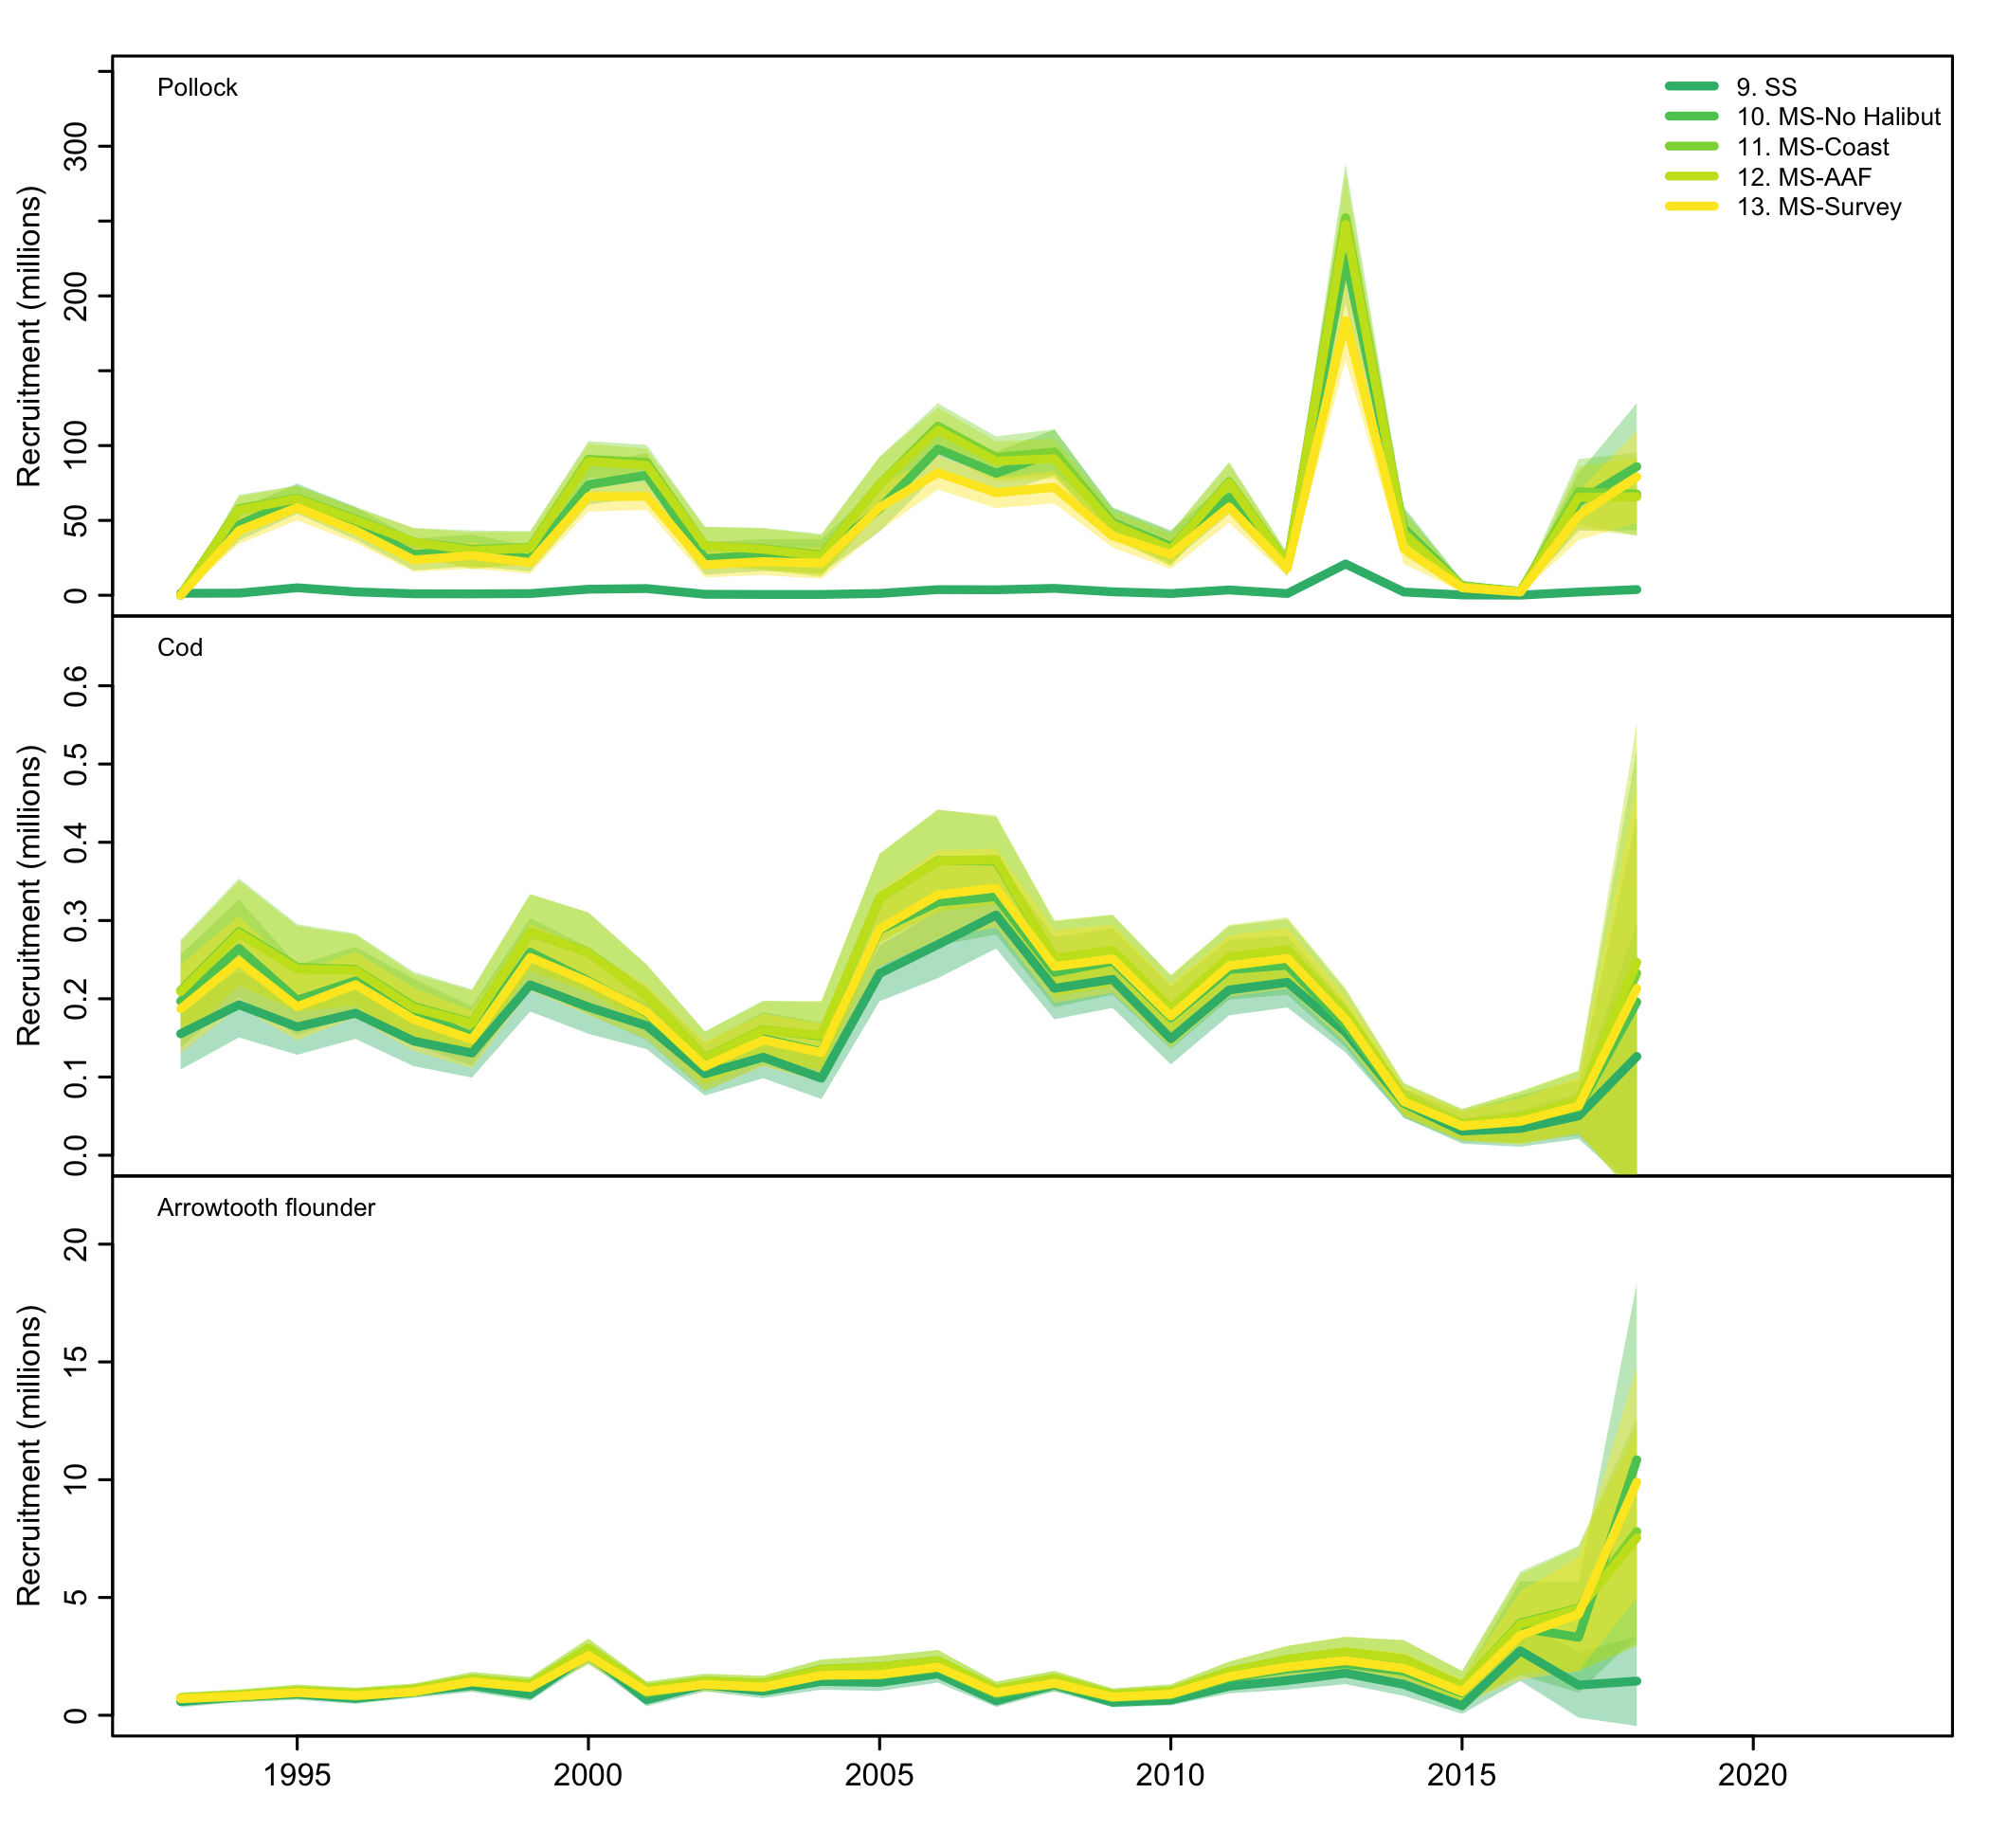 Pollock
9. SS
10. MS-No Halibut
11. MS-Coast
12. MS-AAF
13. MS-Survey
Recruitment (millions)
300
200
100
50
0
Cod
Recruitment (millions)
0.6
0.5
0.4
0.3
0.2
0.1
0.0
Arrowtooth flounder
Recruitment (millions)
20
15
10
5
0
1995 2000 2005 2010 2015 2020